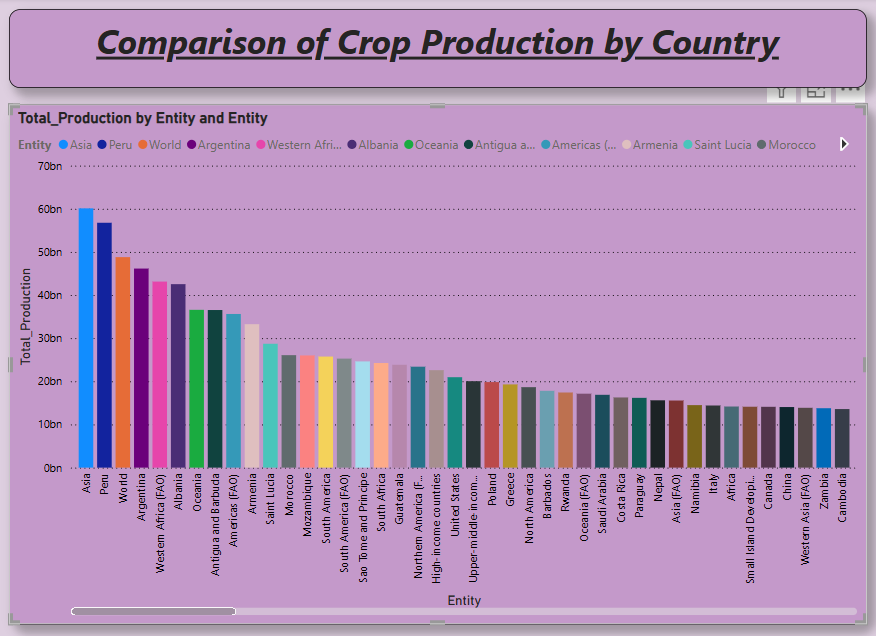 Comparison of Crop Production by Country
Total_Production by Entity and Entity
Entity Asia Peru World Argentina Western Afri... Albania Oceania Antigua a... Americas (... Armenia Saint Lucia Morocco
70bn
60bn
50bn
40bn
30bn
20bn
10bn
0bn
Total_Production
Asia
Peru
World
Argentina
Western Africa (FAO)
Albania
Oceania
Antigua and Barbuda
Americas (FAO)
Armenia
Saint Lucia
Morocco
Mozambique
South America
South America (FAO)
Sao Tome and Principe
South Africa
Guatemala
Northern America (F...
High-income countries
United States
Upper-middle-incom...
Poland
Greece
North America
Barbados
Rwanda
Oceania (FAO)
Saudi Arabia
Costa Rica
Paraguay
Nepal
Asia (FAO)
Namibia
Italy
Africa
Small Island Developi...
Canada
China
Western Asia (FAO)
Zambia
Cambodia
Entity